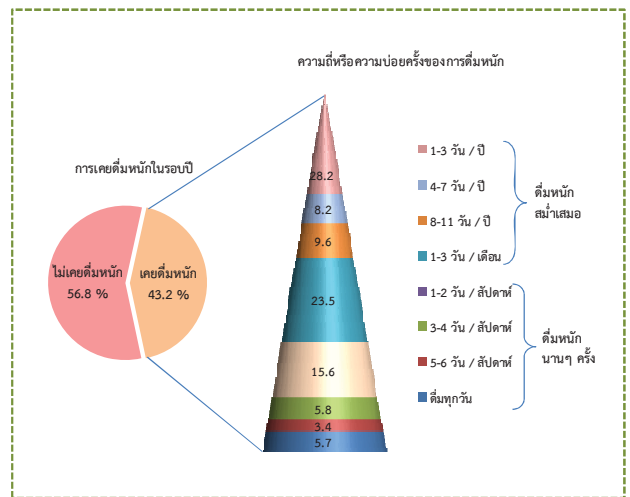 ความถี่หรือความบ่อยครั้งของการดื่มหนัก
การเคยดื่มหนักในรอบปี
ไม่เคยดื่มหนัก
56.8 %
เคยดื่มหนัก
43.2 %
28.2
8.2
9.6
23.5
15.6
5.8
3.4
5.7
1-3 วัน / ปี
4-7 วัน / ปี
8-11 วัน / ปี
1-3 วัน / เดือน
1-2 วัน / สัปดาห์
3-4 วัน / สัปดาห์
5-6 วัน / สัปดาห์
ดื่มทุกวัน
ดื่มหนัก
สม่ำเสมอ
ดื่มหนัก
นานๆ ครั้ง